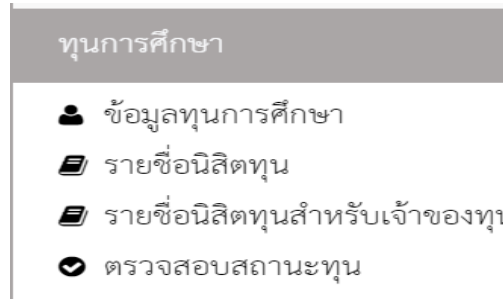 ทุนการศึกษา
ข้อมูลทุนการศึกษา
รายชื่อนิสิตทุน
รายชื่อนิสิตทุนสำหรับเจ้าของทุน
ตรวจสอบสถานะทุน